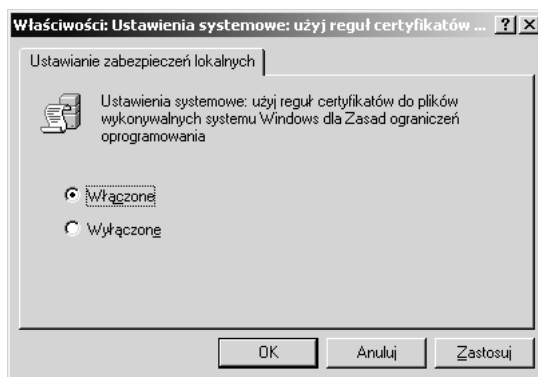 Właściwości: Ustawienia systemowe: użyj reguł certyfikatów ...
Ustawianie zabezpieczeń lokalnych
Ustawienia systemowe: użyj reguł certyfikatów do plików
wykonywalnych systemu Windows dla Zasad ograniczeń
oprogramowania
Włączone
Wyłączone
OK
Anuluj
Zastosuj